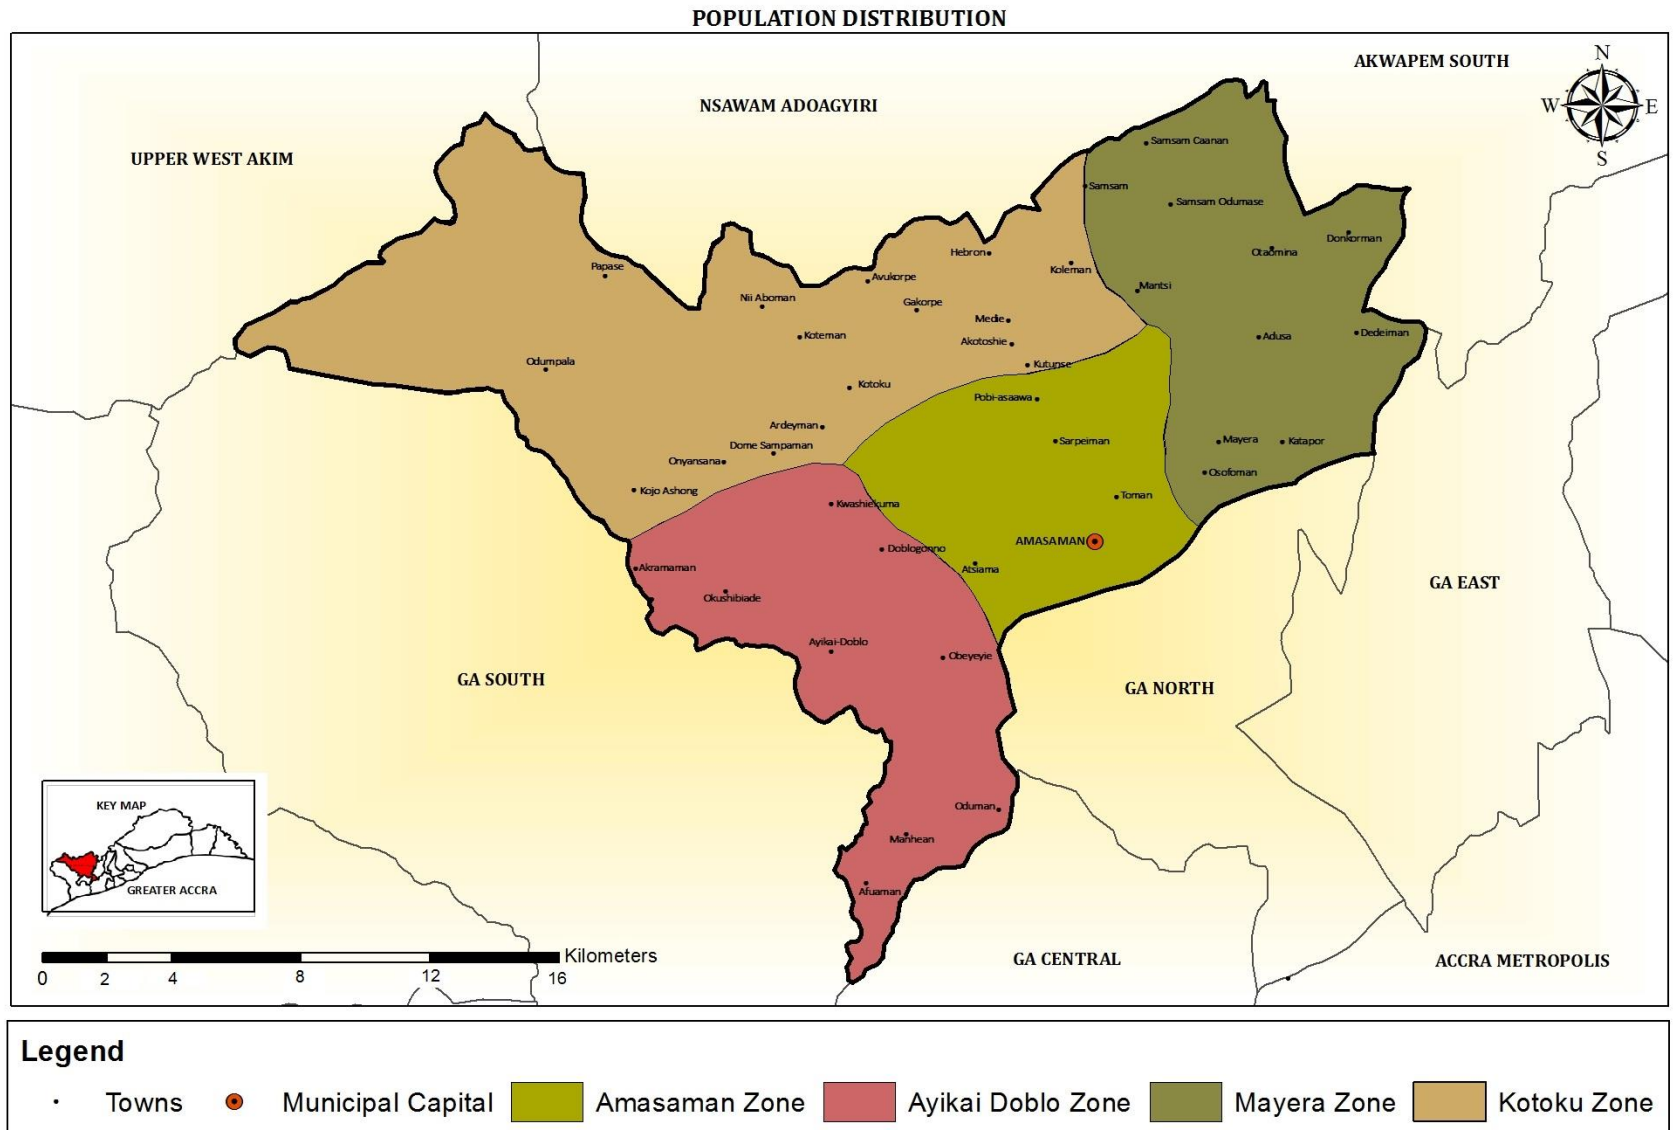 POPULATION DISTRIBUTION
AKWAPEM SOUTH
N
W
E
S
NSAWAM ADOAGYIRI
UPPER WEST AKIM
Samsam Caanan
Samsam
Samsam Odumase
Donkorman
Otaomina
Hebron
Koleman
Papase
Avukorpe
Mantsi
Nii Aboman
Gakorpe
Medie
Koteman
Akotoshie
Adusa
Dedeiman
Odumpala
Kutunse
Kotoku
Pobi-asaawa
Ardeyman
Dome Sampaman
Sarpeiman
Mayera
Katapor
Onyansana
Osofoman
Kojo Ashong
Toman
Kwashiekuma
AMASAMAN
Doblogonno
Akramaman
Atsiama
GA EAST
Okushibiade
Ayikai-Doblo
Obeyeyie
GA SOUTH
GA NORTH
KEY MAP
Oduman
Manhean
GREATER ACCRA
Afuaman
Kilometers
GA CENTRAL
ACCRA METROPOLIS
0 2 4 8 12 16
Legend
Towns
Municipal Capital
Amasaman Zone
Ayikai Doblo Zone
Mayera Zone
Kotoku Zone